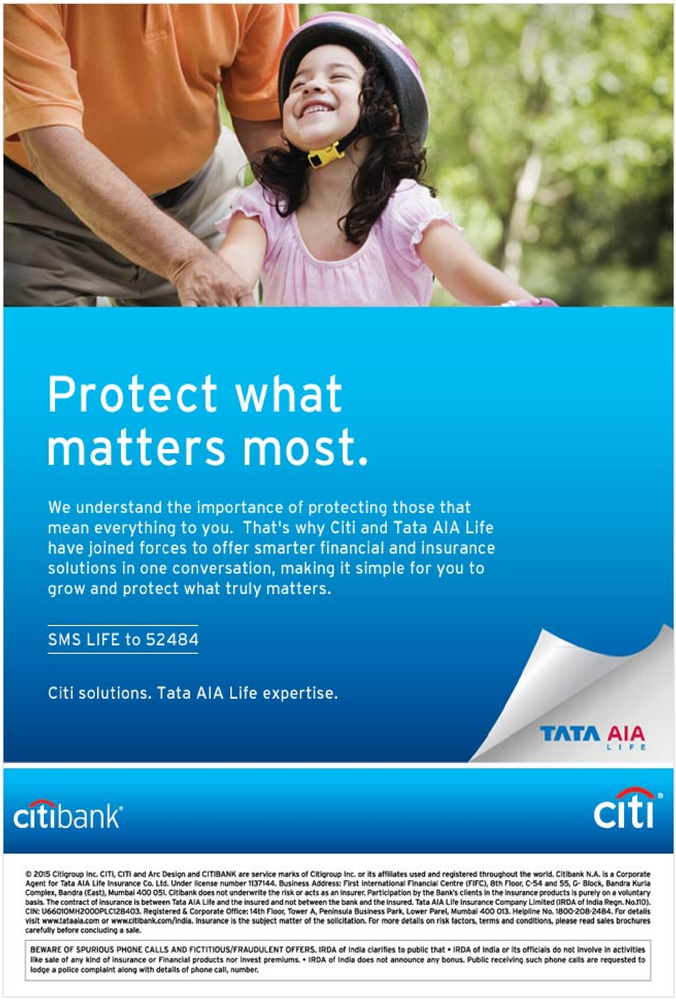 Protect what
matters most.
We understand the importance of protecting those that
mean everything to you.  That's why Citi and Tata AIA Life
have joined forces to offer smarter financial and insurance
solutions in one conversation, making it simple for you to
grow and protect what truly matters.
SMS LIFE to 52484
Citi solutions. Tata AIA Life expertise.
TATA AIA
LIFE
citibank®
citi®
© 2015 Citigroup Inc. CITI, CITI and Arc Design and CITIBANK are service marks of Citigroup Inc. or its affiliates used and registered throughout the world. Citibank N.A. is a Corporate
Agent for Tata AIA Life Insurance Co. Ltd. Under license number 1137144. Business Address: First International Financial Centre (FIFC), 8th Floor, C-54 and 55, G- Block, Bandra Kurla
Complex, Bandra (East), Mumbai 400 051. Citibank does not underwrite the risk or acts as an insurer. Participation by the Bank's clients in the insurance products is purely on a voluntary
basis. The contract of insurance is between Tata AIA Life and the insured and not between the bank and the insured. Tata AIA Life Insurance Company Limited (IRDA of India Regn. No.110).
CIN: U66010MH2000PLC128403. Registered & Corporate Office: 14th Floor, Tower A, Peninsula Business Park, Lower Parel, Mumbai 400 013. Helpline No. 1800-208-2484. For details
visit www.tataaia.com or www.citibank.com/india. Insurance is the subject matter of the solicitation. For more details on risk factors, terms and conditions, please read sales brochures
carefully before concluding a sale.
BEWARE OF SPURIOUS PHONE CALLS AND FICTITIOUS/FRAUDULENT OFFERS. IRDA of India clarifies to public that • IRDA of India or its officials do not involve in activities
like sale of any kind of Insurance or Financial products nor invest premiums. • IRDA of India does not announce any bonus. Public receiving such phone calls are requested to
lodge a police complaint along with details of phone call, number.